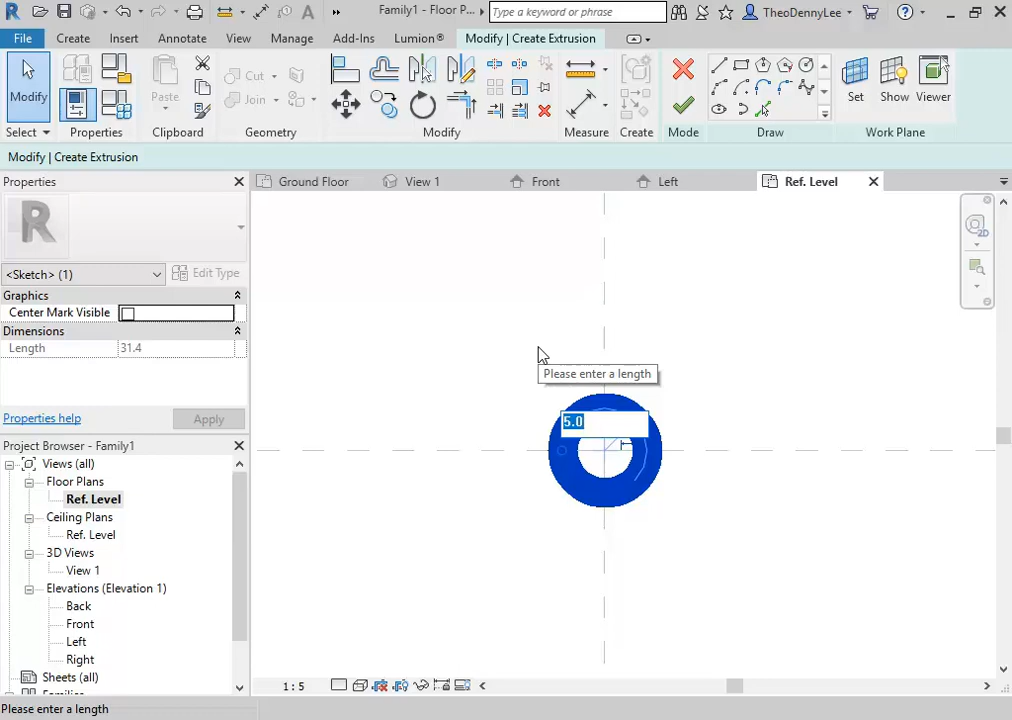 Family1 - Floor P...
Type a keyword or phrase
TheoDennyLee
File
Create
Insert
Annotate
View
Manage
Add-Ins
Lumion®
Modify | Create Extrusion
Modify
Paste
Cut
Join
Create
Set
Show
Viewer
Select
Properties
Clipboard
Geometry
Modify
Measure
Create
Mode
Draw
Work Plane
Modify | Create Extrusion
Properties
Ground Floor
View 1
Front
Left
Ref. Level
<Sketch> (1)
Edit Type
Graphics
Center Mark Visible
Dimensions
Length
31.4
Properties help
Apply
Please enter a length
5.0
2D
Project Browser - Family1
Views (all)
Floor Plans
Ref. Level
Ceiling Plans
Ref. Level
3D Views
View 1
Elevations (Elevation 1)
Back
Front
Left
Right
Sheets (all)
1:5
Please enter a length